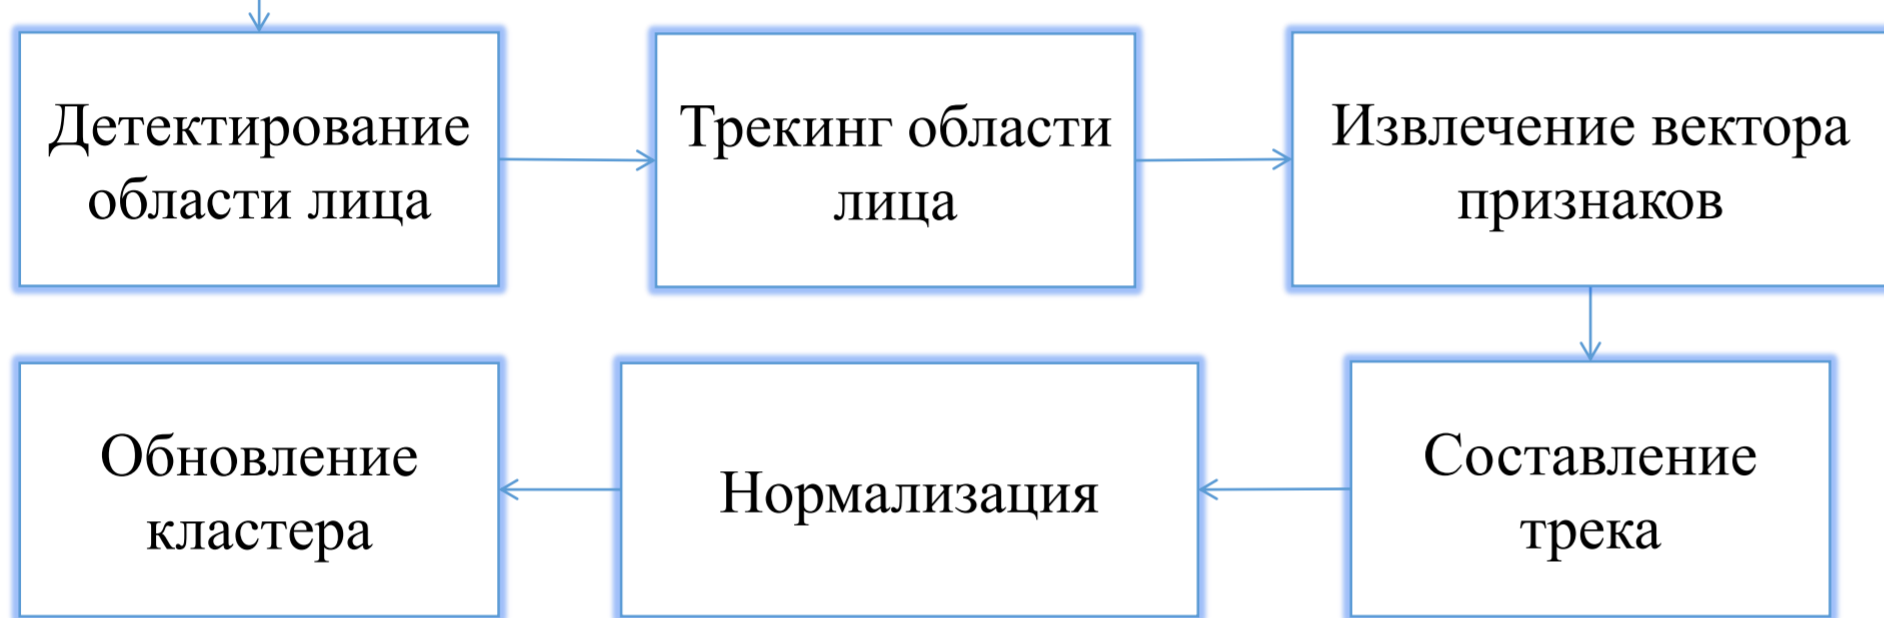 Детектирование
области лица
Трекинг области
лица
Извлечение вектора
признаков
Обновление
кластера
Нормализация
Составление
трека